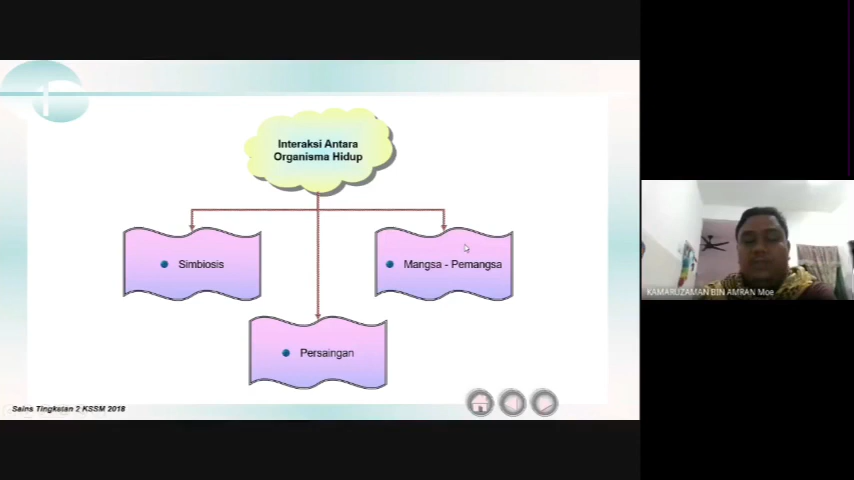 Interaksi Antara
Organisma Hidup
Simbiosis
Mangsa - Pemangsa
Persaingan
Sains Tingkatan 2 KSSM 2018
KAMARUZAMAN BIN AMRAN Moe